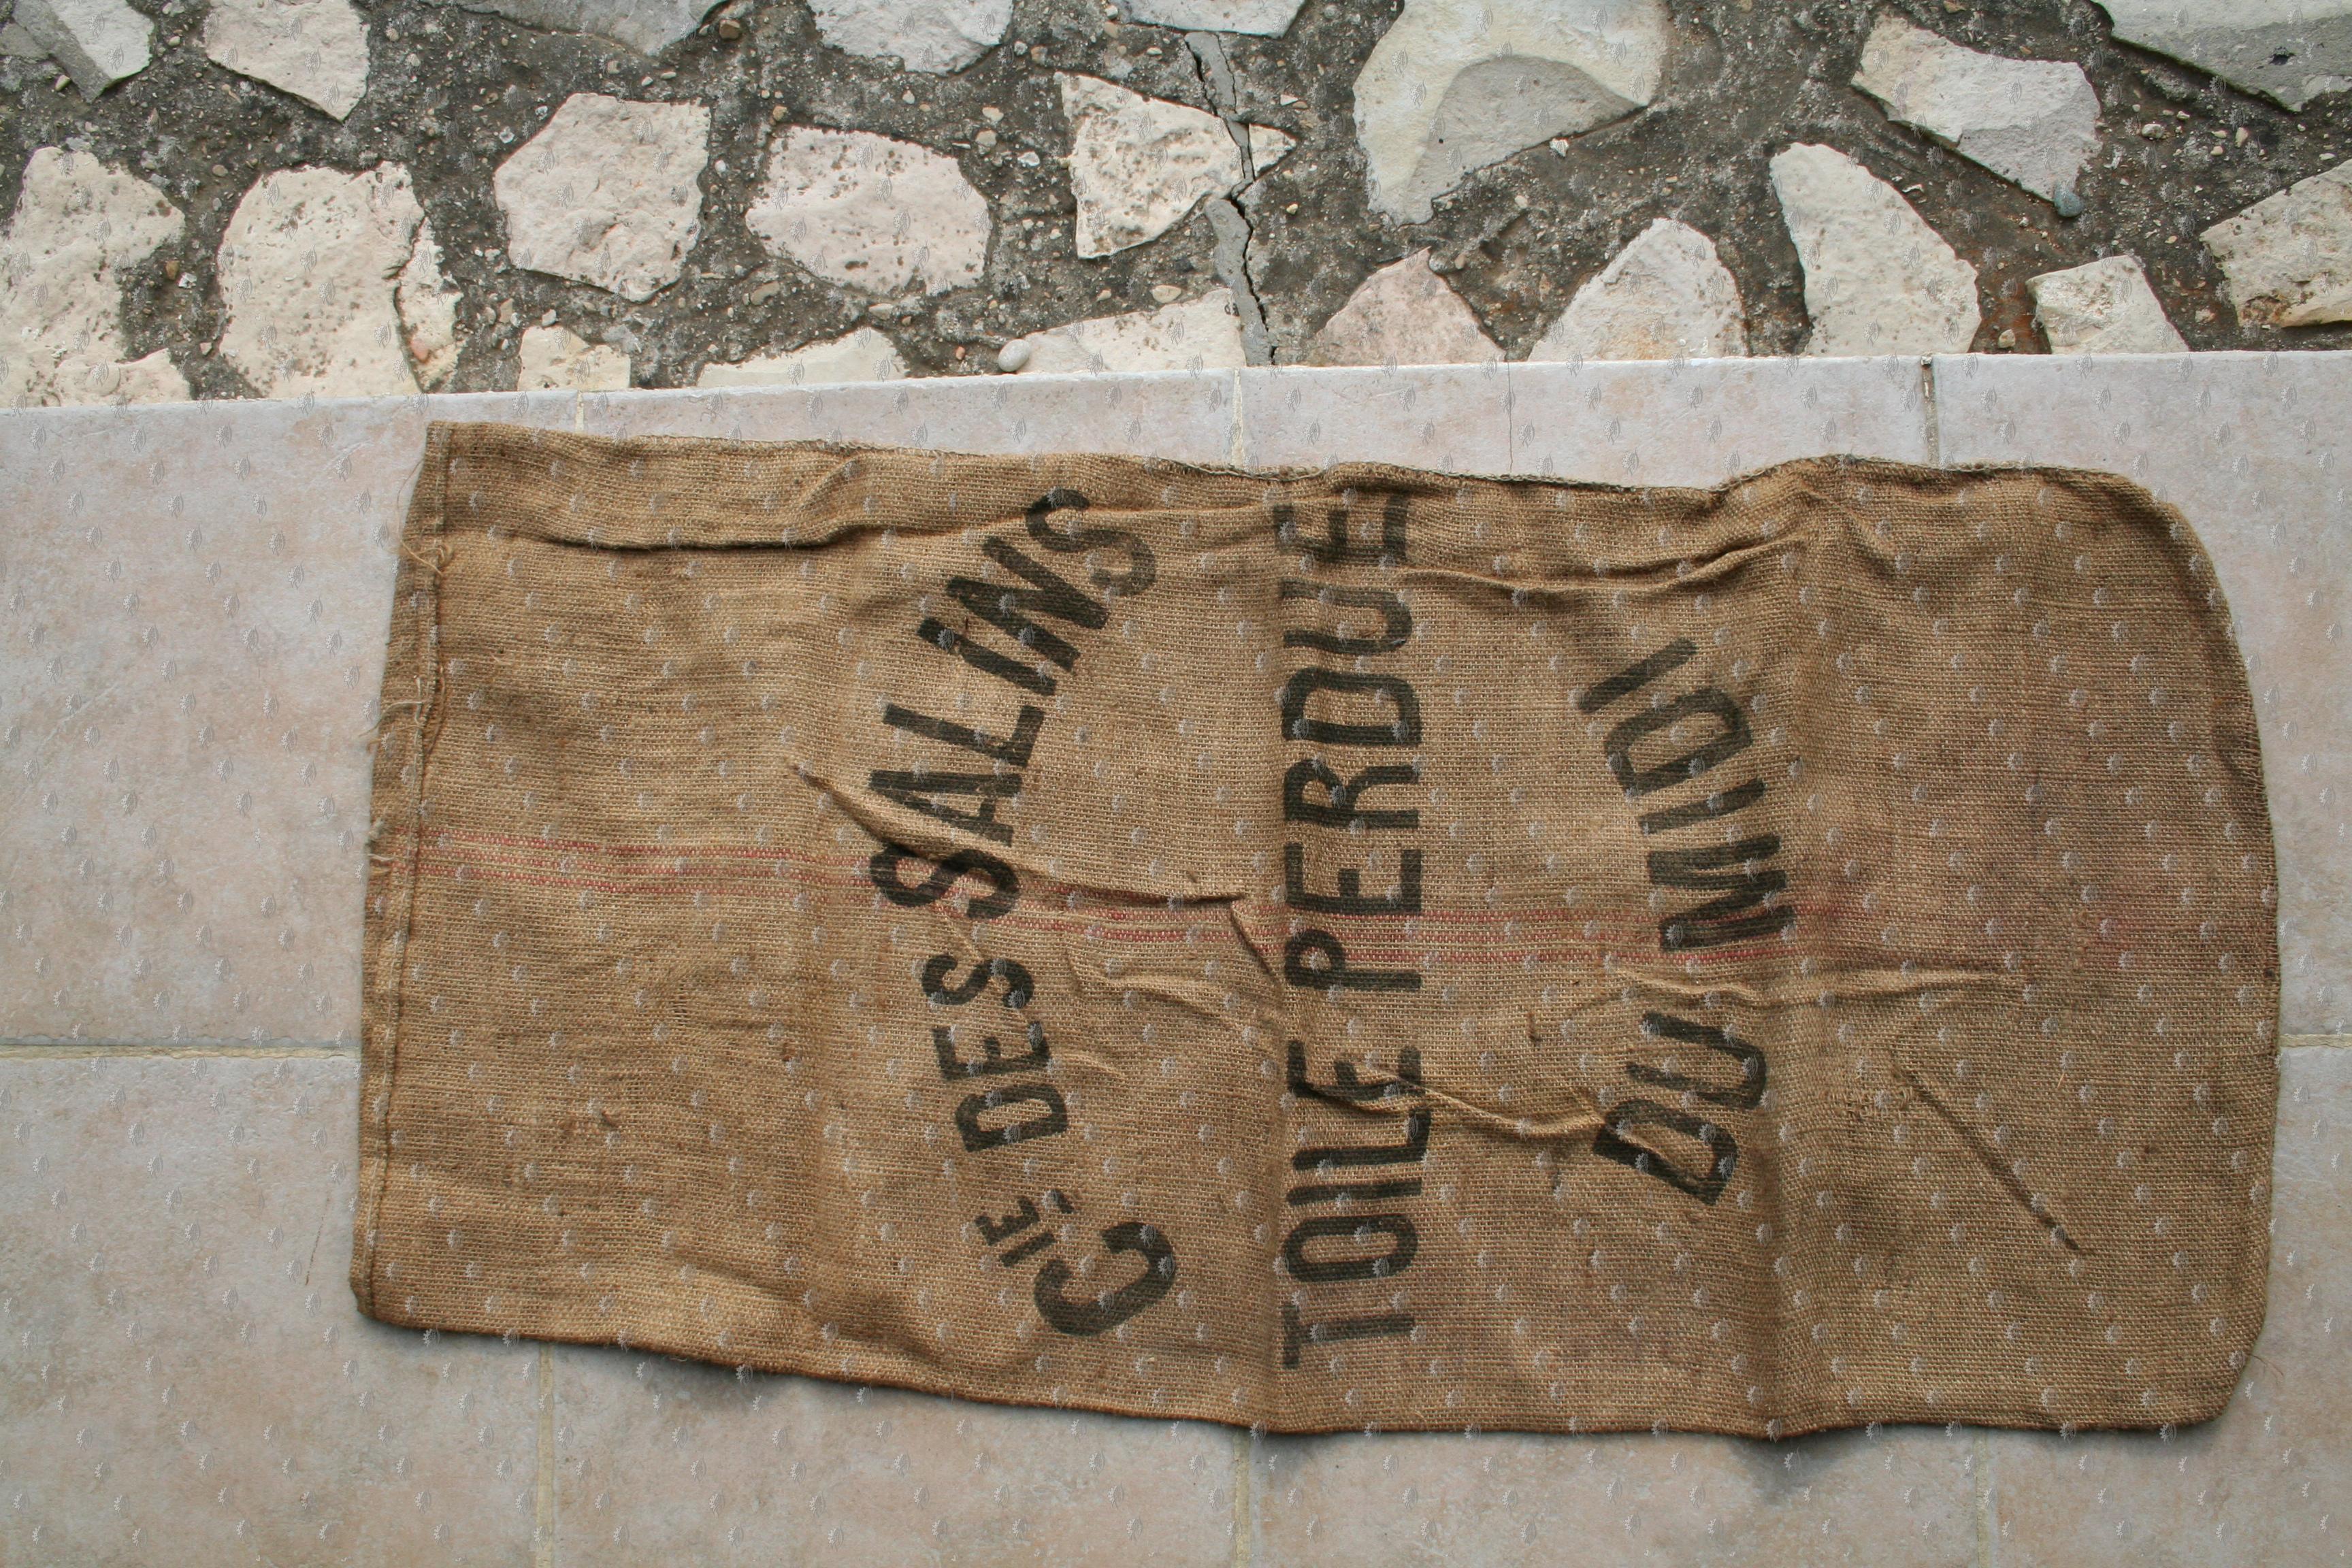 CIE DES SALINS
TOILE PERDUE
DU MIDI